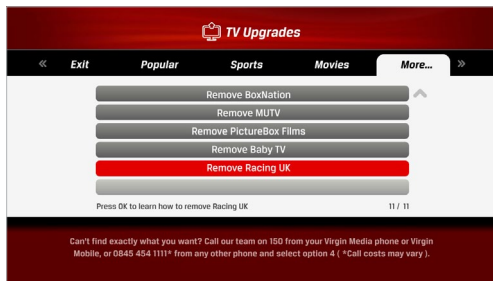 TV Upgrades
« Exit Popular Sports Movies More... »
Remove BoxNation
Remove MUTV
Remove PictureBox Films
Remove Baby TV
Remove Racing UK
Press OK to learn how to remove Racing UK 11 / 11
Can't find exactly what you want? Call our team on 150 from your Virgin Media phone or Virgin
Mobile, or 0845 454 1111* from any other phone and select option 4 ( *Call costs may vary ).